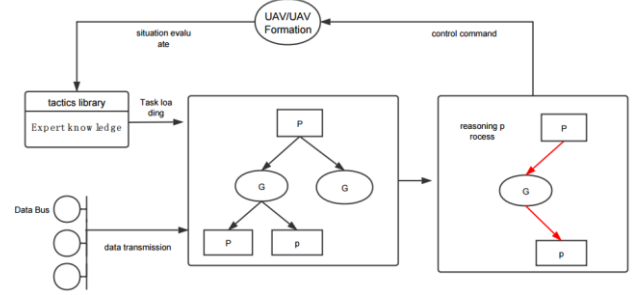 UAV/UAV
Formation
situation evalu
ate
control command
tactics library
Expert know ledge
Task loa
ding
P
G
G
P
p
reasoning p
rocess
P
G
p
Data Bus
data transmission